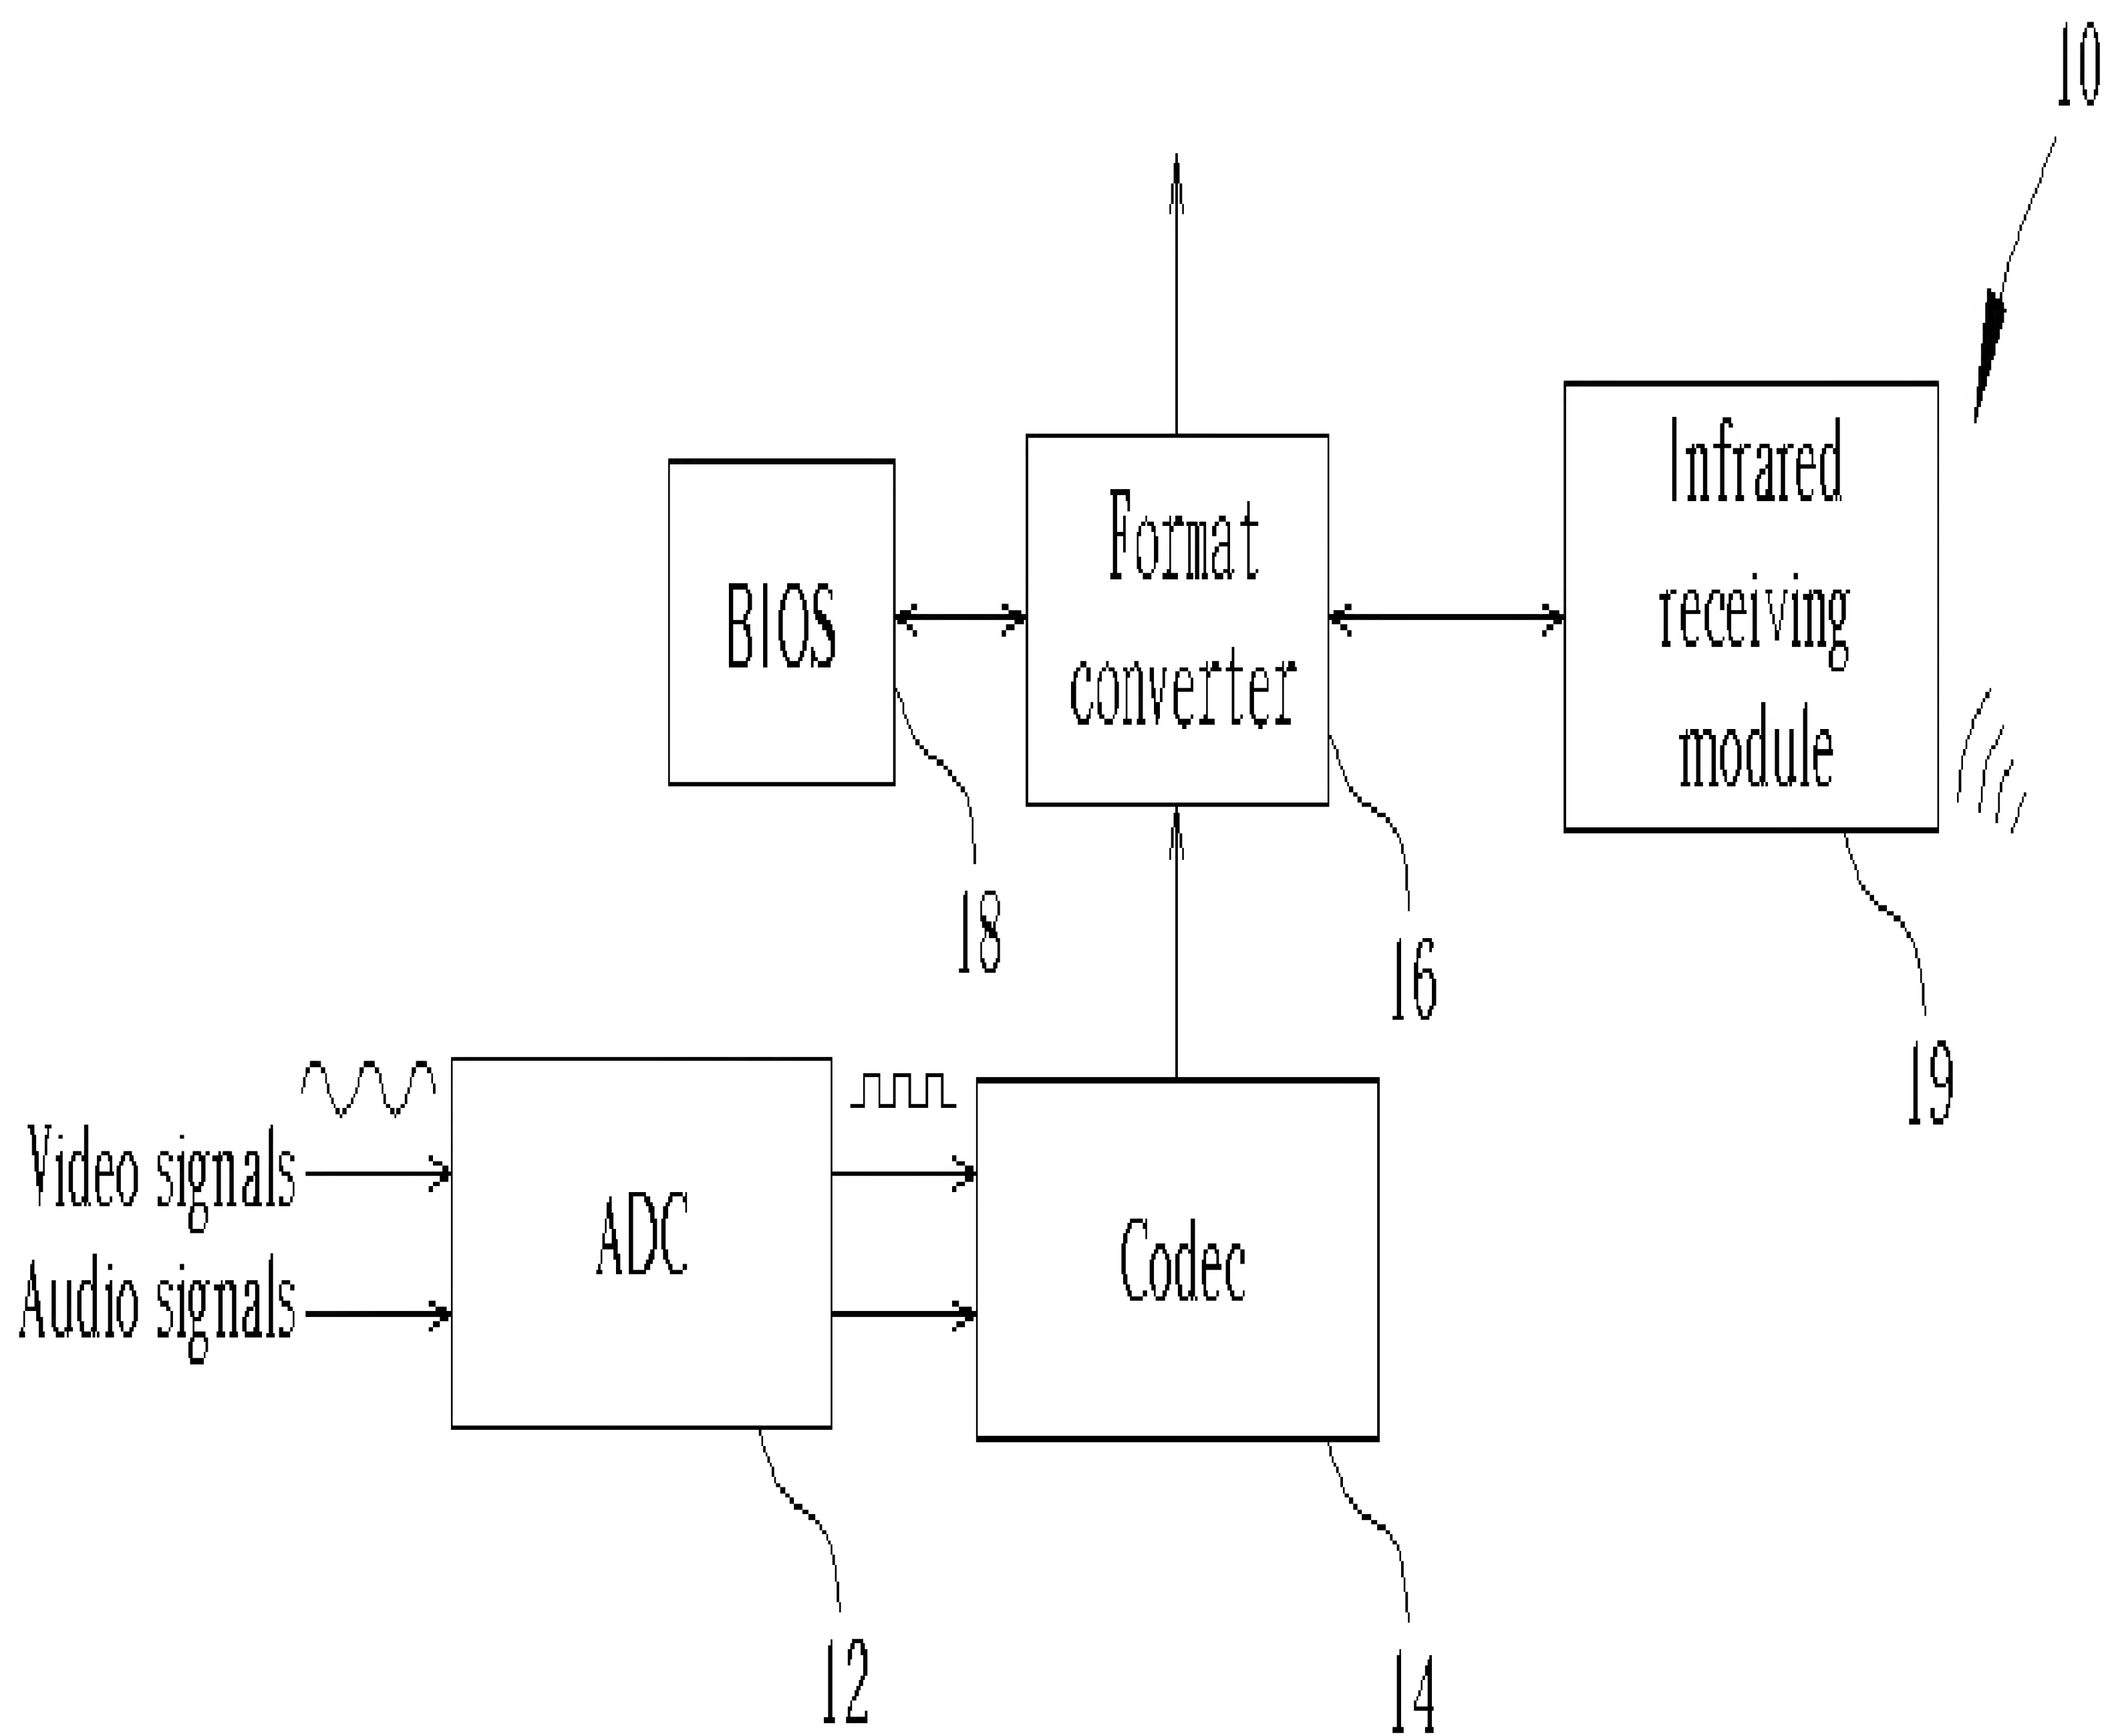 10
Infrared
receiving
module
Format
converter
BIOS
18
16
19
Video signals
Audio signals
ADC
Codec
12
14